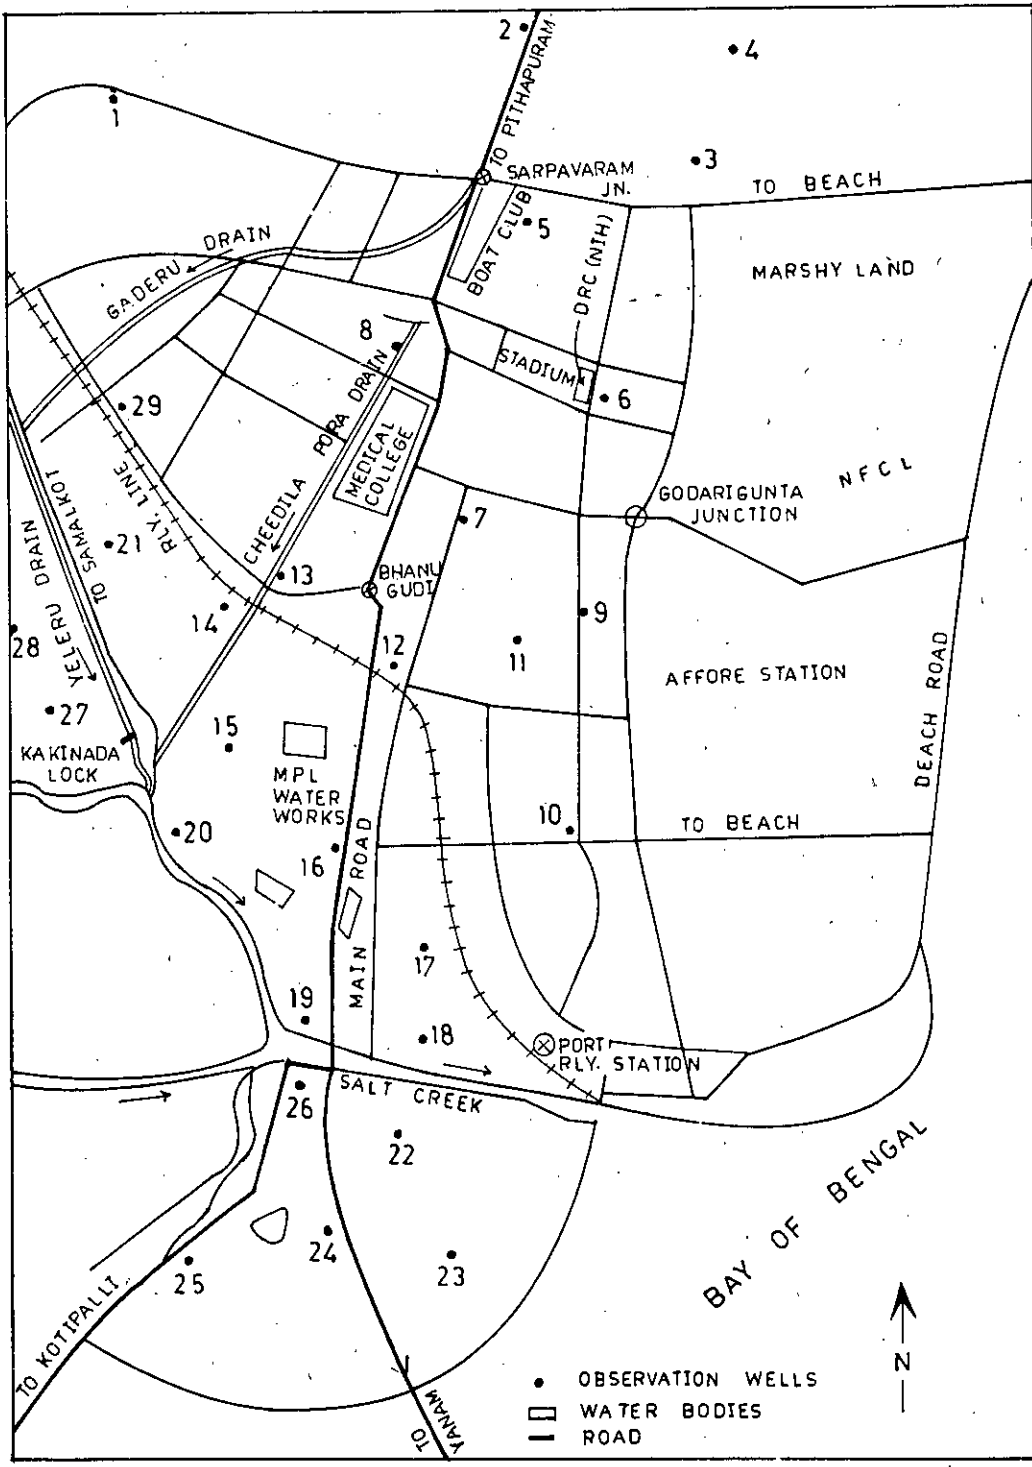 2
4
1
TO PITHAPURAM
3
SARPAVARAM
JN.
TO BEACH
BOAT CLUB
5
DRC (NIH)
GADERU DRAIN
MARSHY LAND
8
STADIUM
6
29
PORA DRAIN
CHEEDILA
MEDICAL
COLLEGE
RLY. LINE
NFCL
GODARIGUNTA
JUNCTION
7
TO SAMALKOT
YELERU DRAIN
21
13
BHANU
GUDI
14
9
28
12
11
AFFORE STATION
27
15
KAKINADA
LOCK
DEACH ROAD
MPL
WATER
WORKS
20
10
TO BEACH
16
MAIN ROAD
17
19
18
PORT
RLY. STATION
SALT CREEK
26
22
BAY OF BENGAL
24
23
25
TO KOTIPALLI
N
TO
YANAM
OBSERVATION WELLS
WATER BODIES
ROAD